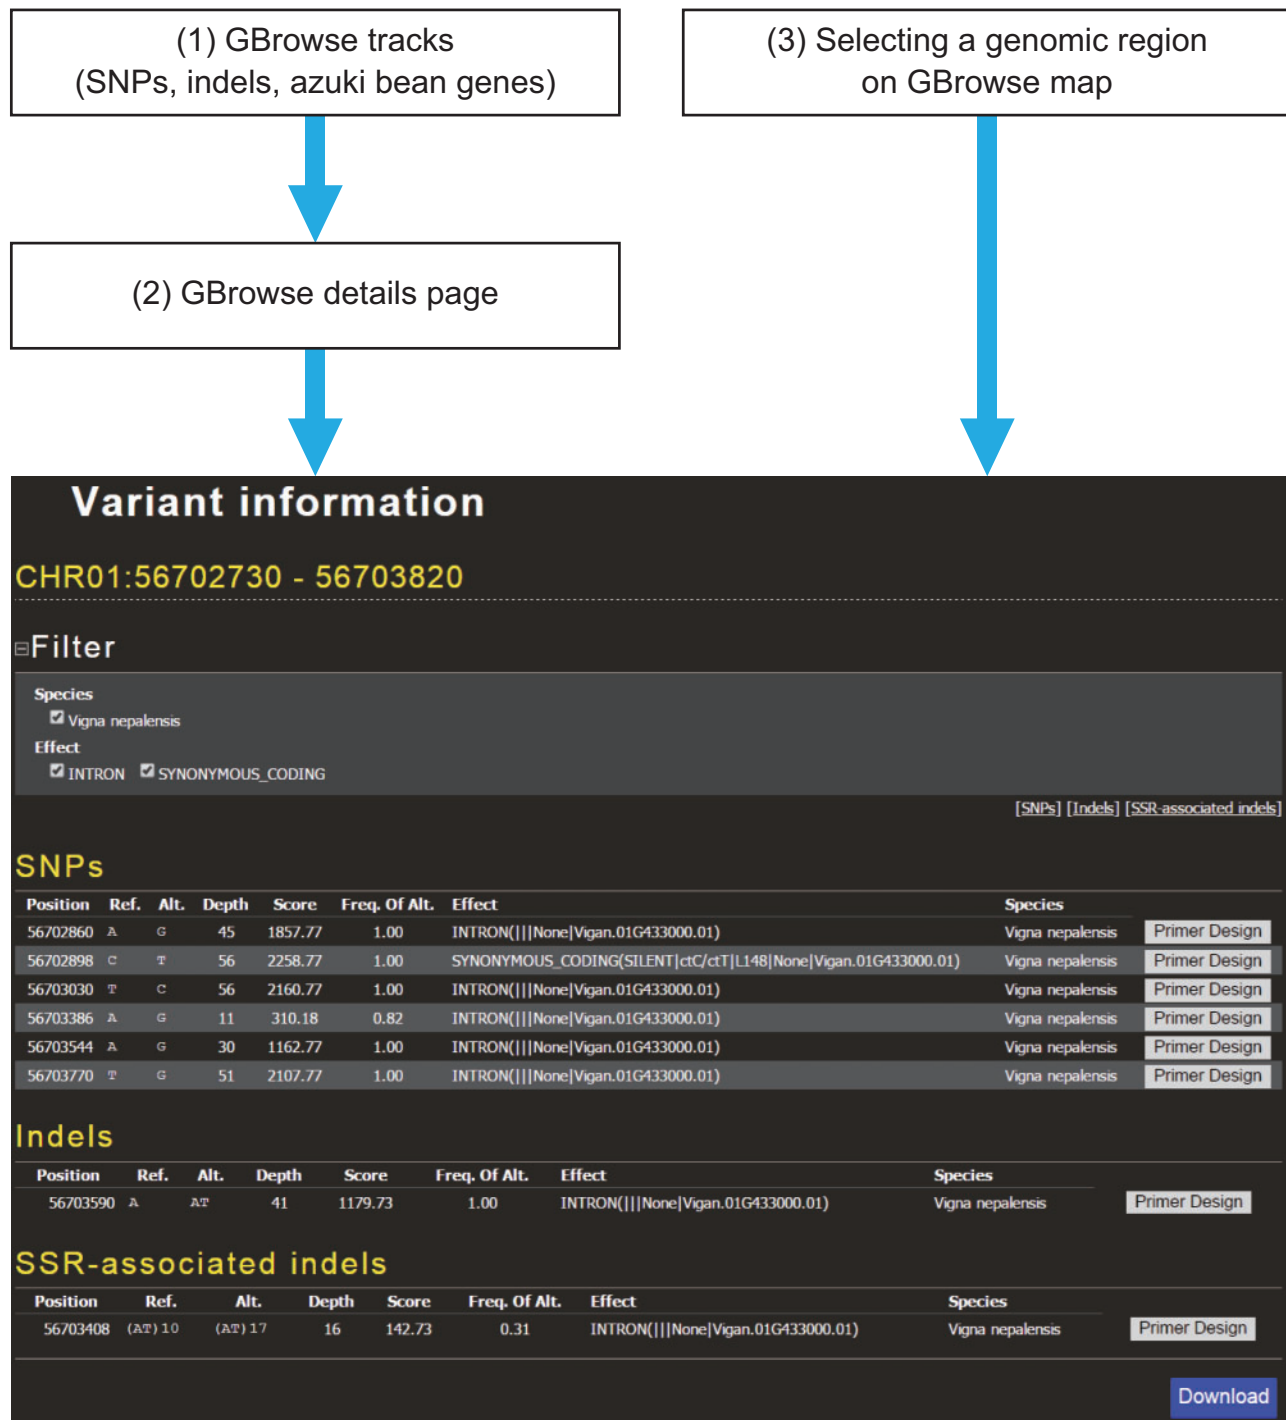 (1) GBrowse tracks
(SNPs, indels, azuki bean genes)
(3) Selecting a genomic region
on GBrowse map
(2) GBrowse details page
Variant information
CHR01:56702730 - 56703820
Filter
Species
Vigna nepalensis
Effect
INTRON SYNONYMOUS_CODING
[SNPs] [Indels] [SSR-associated indels]
SNPs
Position Ref. Alt. Depth Score Freq. Of Alt. Effect Species
56702860 A G 45 1857.77 1.00 INTRON(|||None|Vigan.01G433000.01) Vigna nepalensis Primer Design
56702898 C T 56 2258.77 1.00 SYNONYMOUS_CODING(SILENT|ctC/ctT|L148|None|Vigan.01G433000.01) Vigna nepalensis Primer Design
56703030 T C 56 2160.77 1.00 INTRON(|||None|Vigan.01G433000.01) Vigna nepalensis Primer Design
56703386 A G 11 310.18 0.82 INTRON(|||None|Vigan.01G433000.01) Vigna nepalensis Primer Design
56703544 A G 30 1162.77 1.00 INTRON(|||None|Vigan.01G433000.01) Vigna nepalensis Primer Design
56703770 T G 51 2107.77 1.00 INTRON(|||None|Vigan.01G433000.01) Vigna nepalensis Primer Design
Indels
Position Ref. Alt. Depth Score Freq. Of Alt. Effect Species
56703590 A AT 41 1179.73 1.00 INTRON(|||None|Vigan.01G433000.01) Vigna nepalensis Primer Design
SSR-associated indels
Position Ref. Alt. Depth Score Freq. Of Alt. Effect Species
56703408 (AT)10 (AT)17 16 142.73 0.31 INTRON(|||None|Vigan.01G433000.01) Vigna nepalensis Primer Design
Download